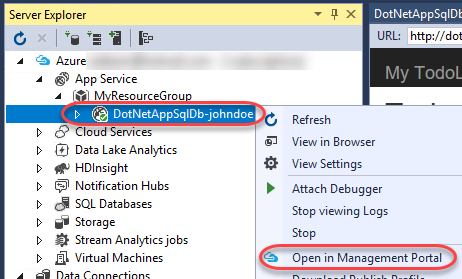 Server Explorer
DotNetAppSqlDb
URL: http://dot
Azure
My TodoL
App Service
MyResourceGroup
DotNetAppSqlDb-johndoe
Cloud Services
Data Lake Analytics
HDInsight
Notification Hubs
SQL Databases
Storage
Stream Analytics jobs
Virtual Machines
Data Connections
Refresh
View in Browser
View Settings
Attach Debugger
Stop viewing Logs
Stop
Open in Management Portal
Download Publish Profile